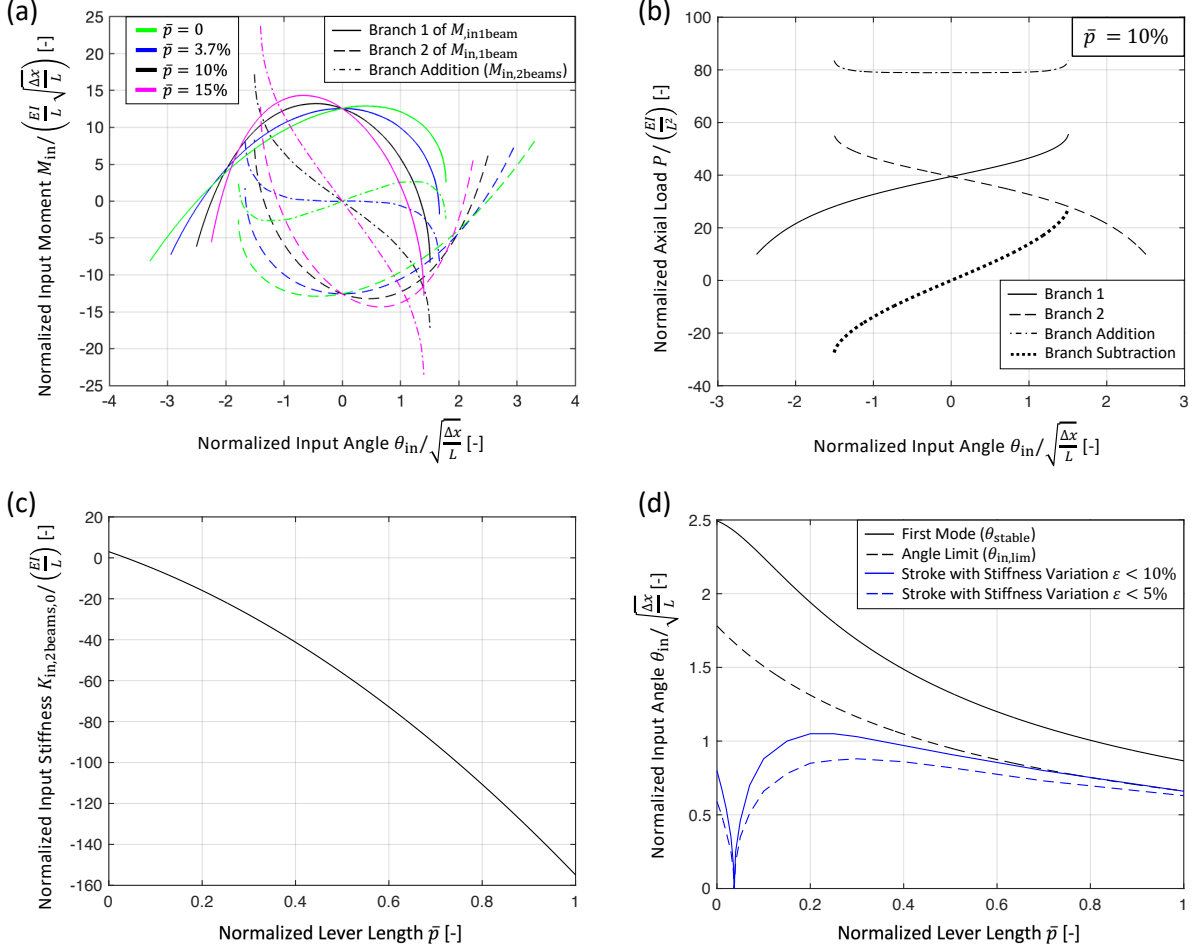 (a)
25
20
15
10
5
0
-5
-10
-15
-20
-25
-4
-3
-2
-1
0
1
2
3
4
Normalized Input Moment M_in/(EI/L √(Δx/L)) [-]
Normalized Input Angle θ_in/√(Δx/L) [-]
p̄ = 0
p̄ = 3.7%
p̄ = 10%
p̄ = 15%
Branch 1 of M_,in1beam
Branch 2 of M_in,1beam
Branch Addition (M_in,2beams)
(b)
100
80
60
40
20
0
-20
-40
-3
-2
-1
0
1
2
3
Normalized Axial Load P/(EI/L²) [-]
Normalized Input Angle θ_in/√(Δx/L) [-]
p̄ = 10%
Branch 1
Branch 2
Branch Addition
Branch Subtraction
(c)
20
0
-20
-40
-60
-80
-100
-120
-140
-160
0
0.2
0.4
0.6
0.8
1
Normalized Input Stiffness K_in,2beams,0/(EI/L) [-]
Normalized Lever Length p̄ [-]
(d)
2.5
2
1.5
1
0.5
0
0
0.2
0.4
0.6
0.8
1
Normalized Input Angle θ_in/√(Δx/L) [-]
Normalized Lever Length p̄ [-]
First Mode (θ_stable)
Angle Limit (θ_in,lim)
Stroke with Stiffness Variation ε < 10%
Stroke with Stiffness Variation ε < 5%